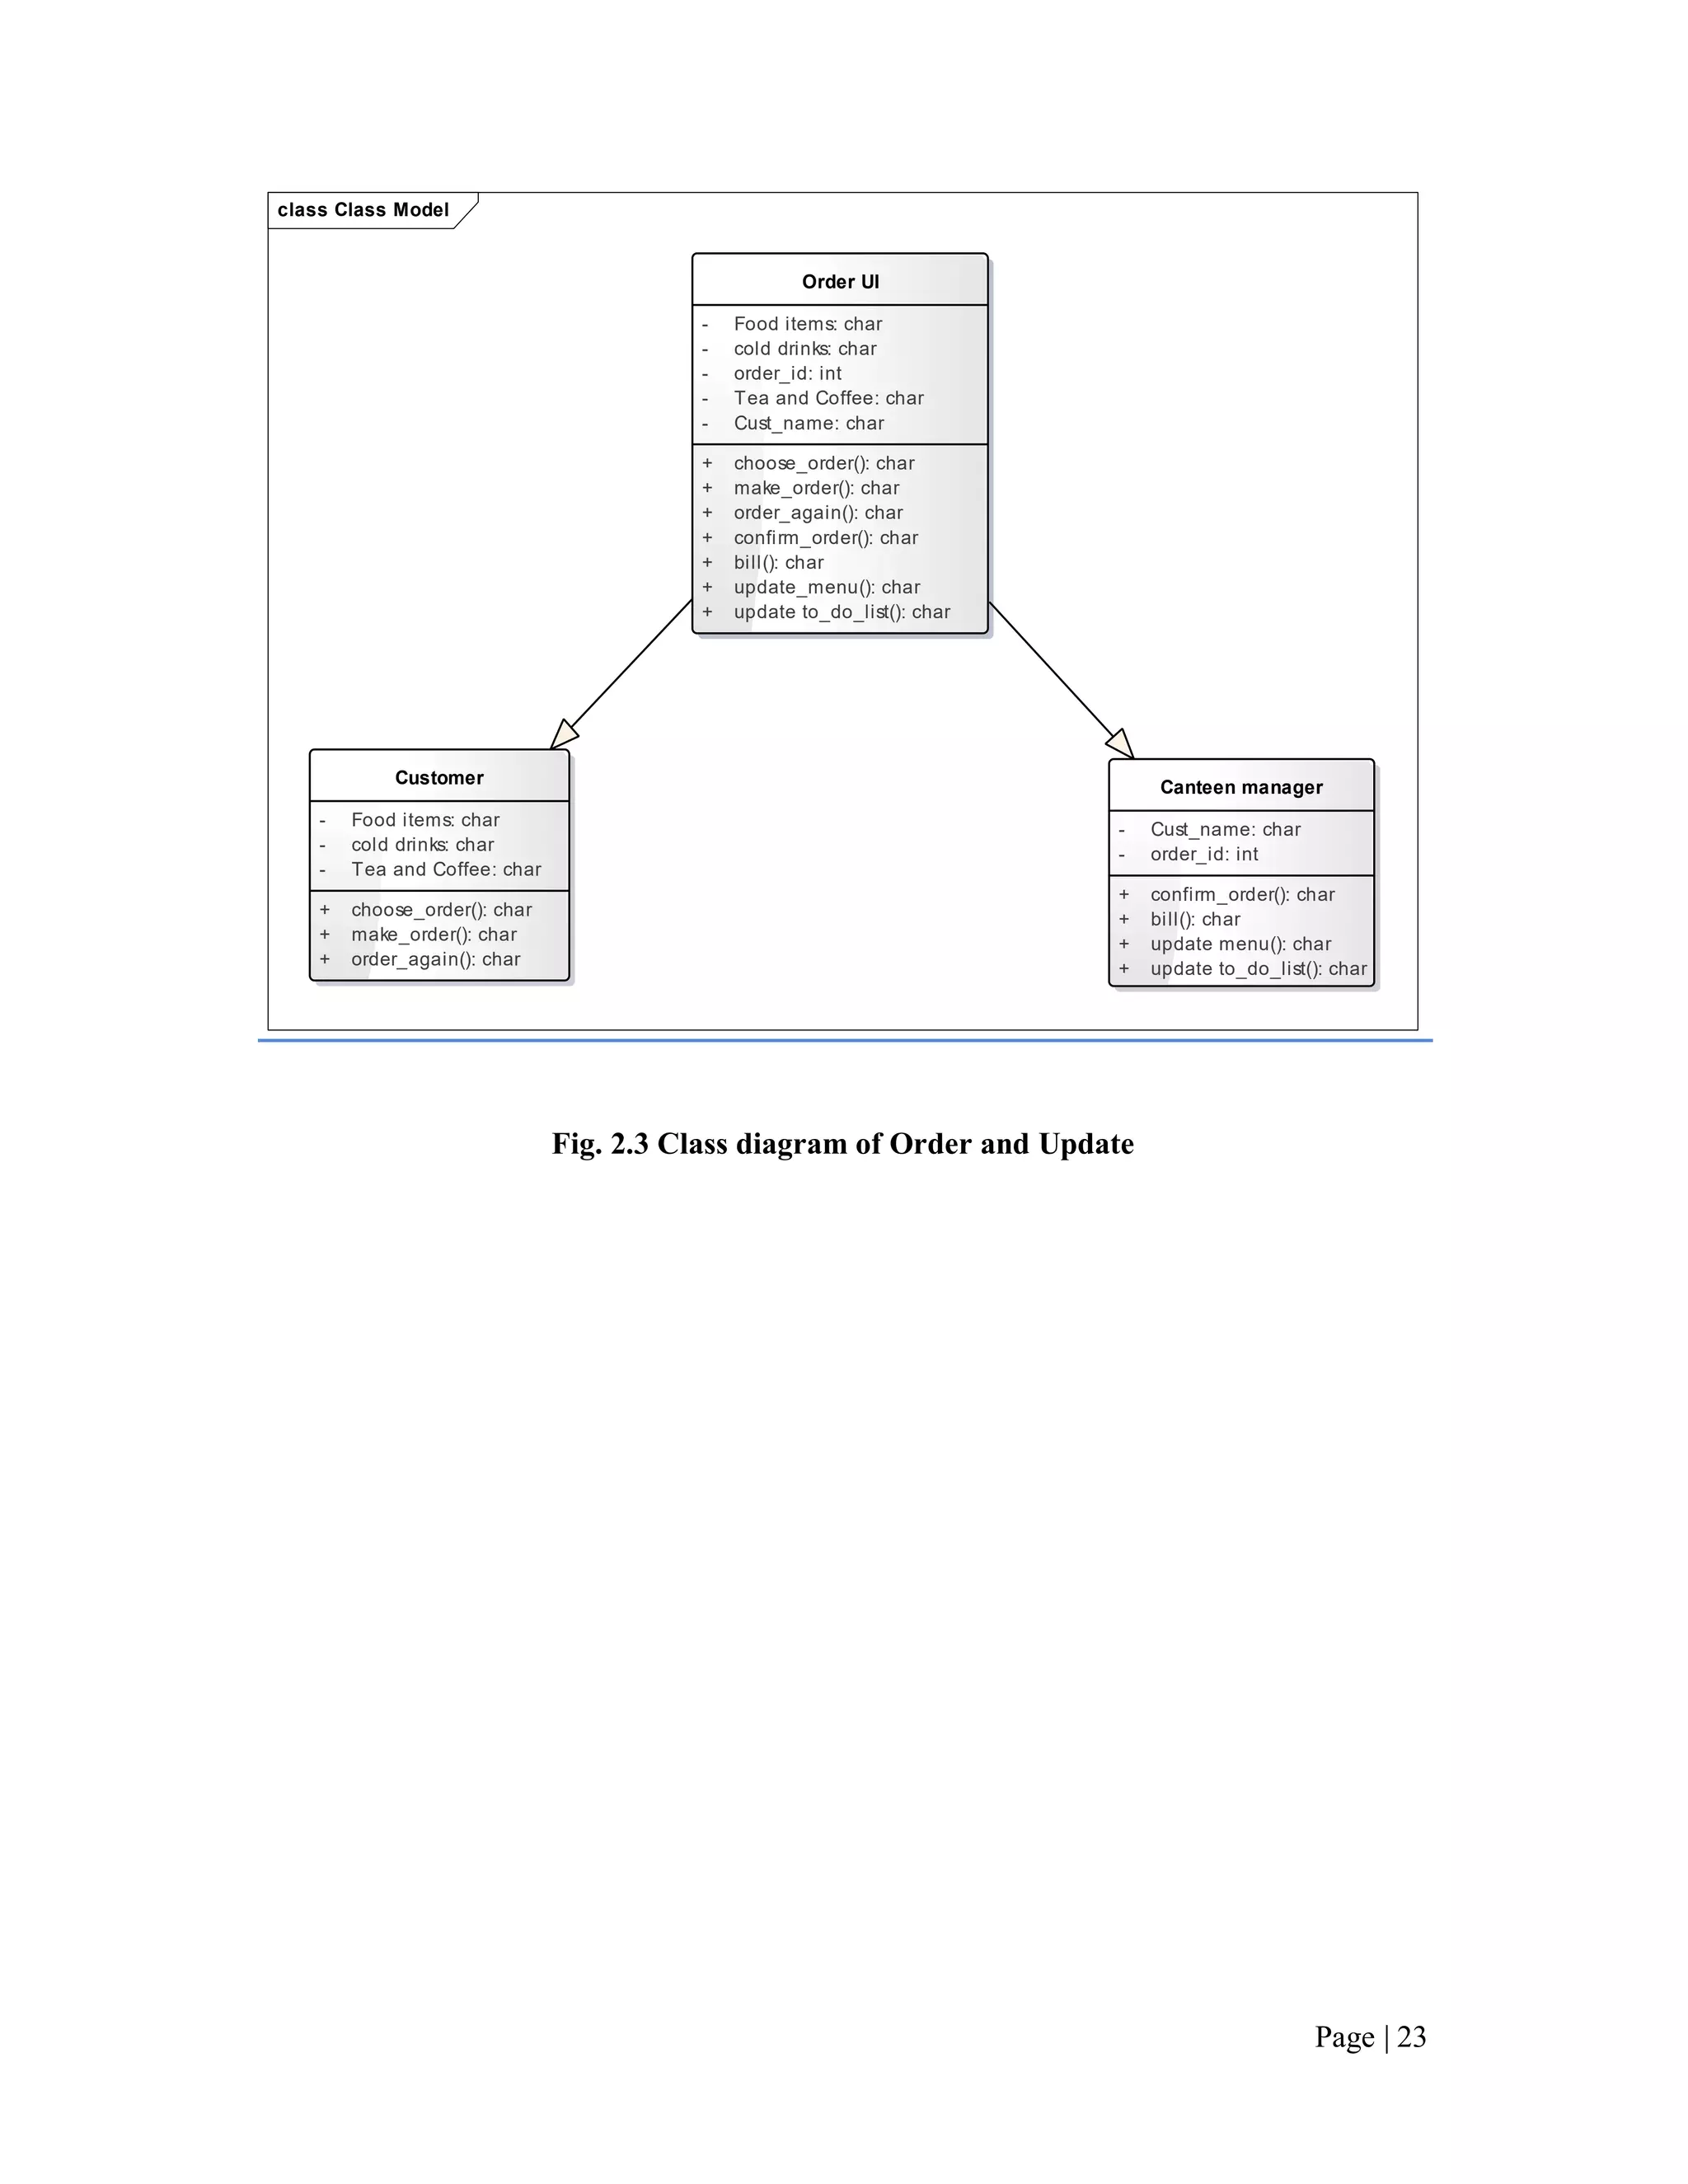 class Class Model
Order UI
- Food items: char
- cold drinks: char
- order_id: int
- Tea and Coffee: char
- Cust_name: char
+ choose_order(): char
+ make_order(): char
+ order_again(): char
+ confirm_order(): char
+ bill(): char
+ update_menu(): char
+ update to_do_list(): char
Customer
- Food items: char
- cold drinks: char
- Tea and Coffee: char
+ choose_order(): char
+ make_order(): char
+ order_again(): char
Canteen manager
- Cust_name: char
- order_id: int
+ confirm_order(): char
+ bill(): char
+ update menu(): char
+ update to_do_list(): char
Fig. 2.3 Class diagram of Order and Update
Page | 23